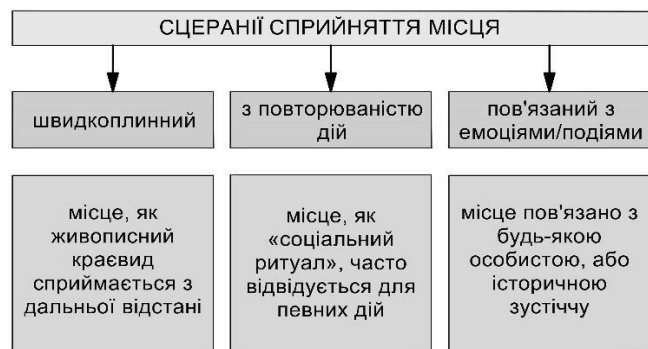 СЦЕРАНІЇ СПРИЙНЯТТЯ МІСЦЯ
швидкоплинний
з повторюваністю
дій
пов'язаний з
емоціями/подіями
місце, як
живописний
краєвид
сприймається з
дальньої відстані
місце, як
«соціальний
ритуал», часто
відвідується для
певних дій
місце пов'язано з
будь-якою
особистою, або
історичною
зустіччу